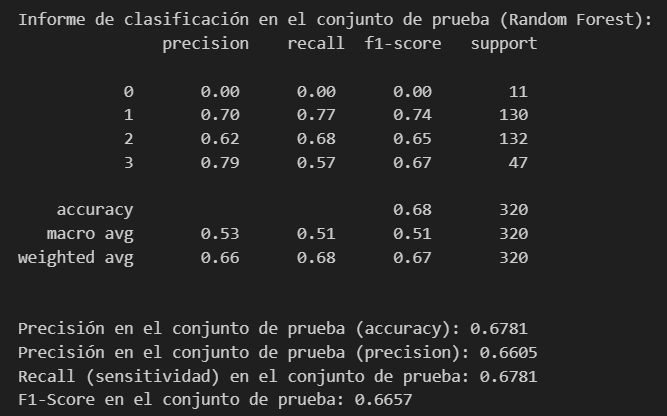 Informe de clasificación en el conjunto de prueba (Random Forest):
precision recall f1-score support
0 0.00 0.00 0.00 11
1 0.70 0.77 0.74 130
2 0.62 0.68 0.65 132
3 0.79 0.57 0.67 47
accuracy 0.68 320
macro avg 0.53 0.51 0.51 320
weighted avg 0.66 0.68 0.67 320
Precisión en el conjunto de prueba (accuracy): 0.6781
Precisión en el conjunto de prueba (precision): 0.6605
Recall (sensitividad) en el conjunto de prueba: 0.6781
F1-Score en el conjunto de prueba: 0.6657